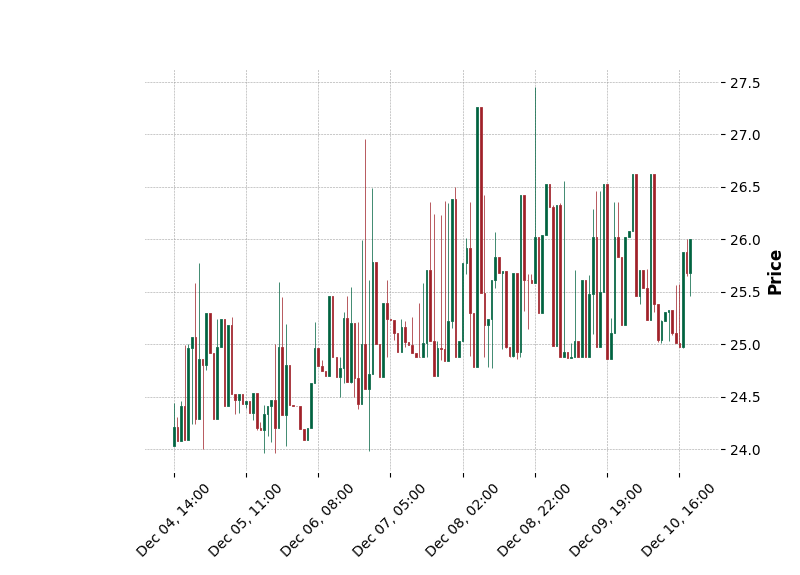 27.5
27.0
26.5
26.0
25.5
25.0
24.5
24.0
Price
Dec 04, 14:00
Dec 05, 11:00
Dec 06, 08:00
Dec 07, 05:00
Dec 08, 02:00
Dec 08, 22:00
Dec 09, 19:00
Dec 10, 16:00